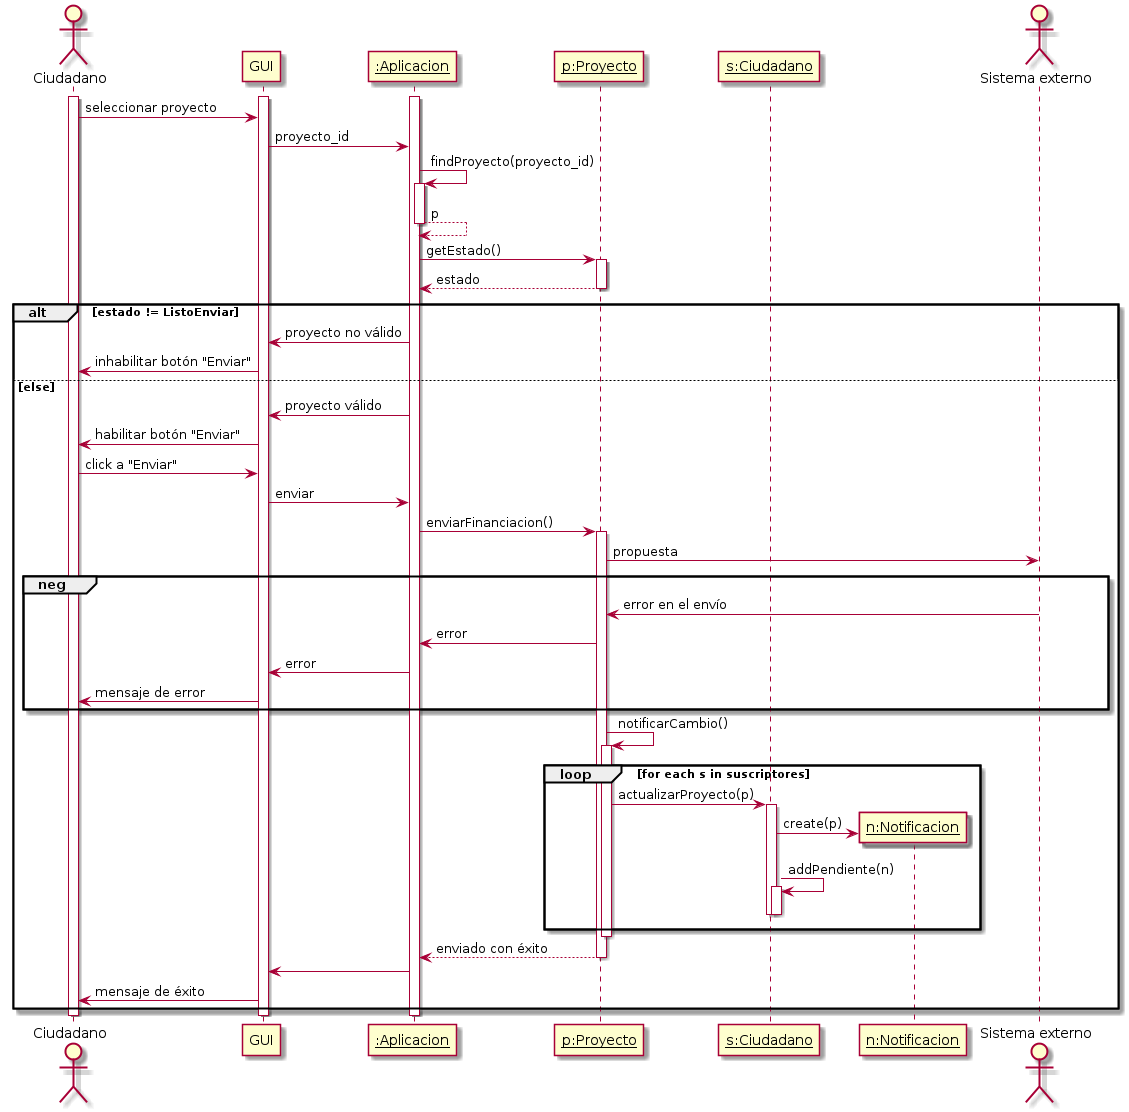 Ciudadano
GUI
:Aplicacion
p:Proyecto
s:Ciudadano
Sistema externo
seleccionar proyecto
proyecto_id
findProyecto(proyecto_id)
p
getEstado()
estado
alt [estado != ListoEnviar]
proyecto no válido
inhabilitar botón "Enviar"
[else]
proyecto válido
habilitar botón "Enviar"
click a "Enviar"
enviar
enviarFinanciacion()
propuesta
neg
error en el envío
error
error
mensaje de error
notificarCambio()
loop [for each s in suscriptores]
actualizarProyecto(p)
create(p)
n:Notificacion
addPendiente(n)
enviado con éxito
mensaje de éxito
Ciudadano
GUI
:Aplicacion
p:Proyecto
s:Ciudadano
n:Notificacion
Sistema externo